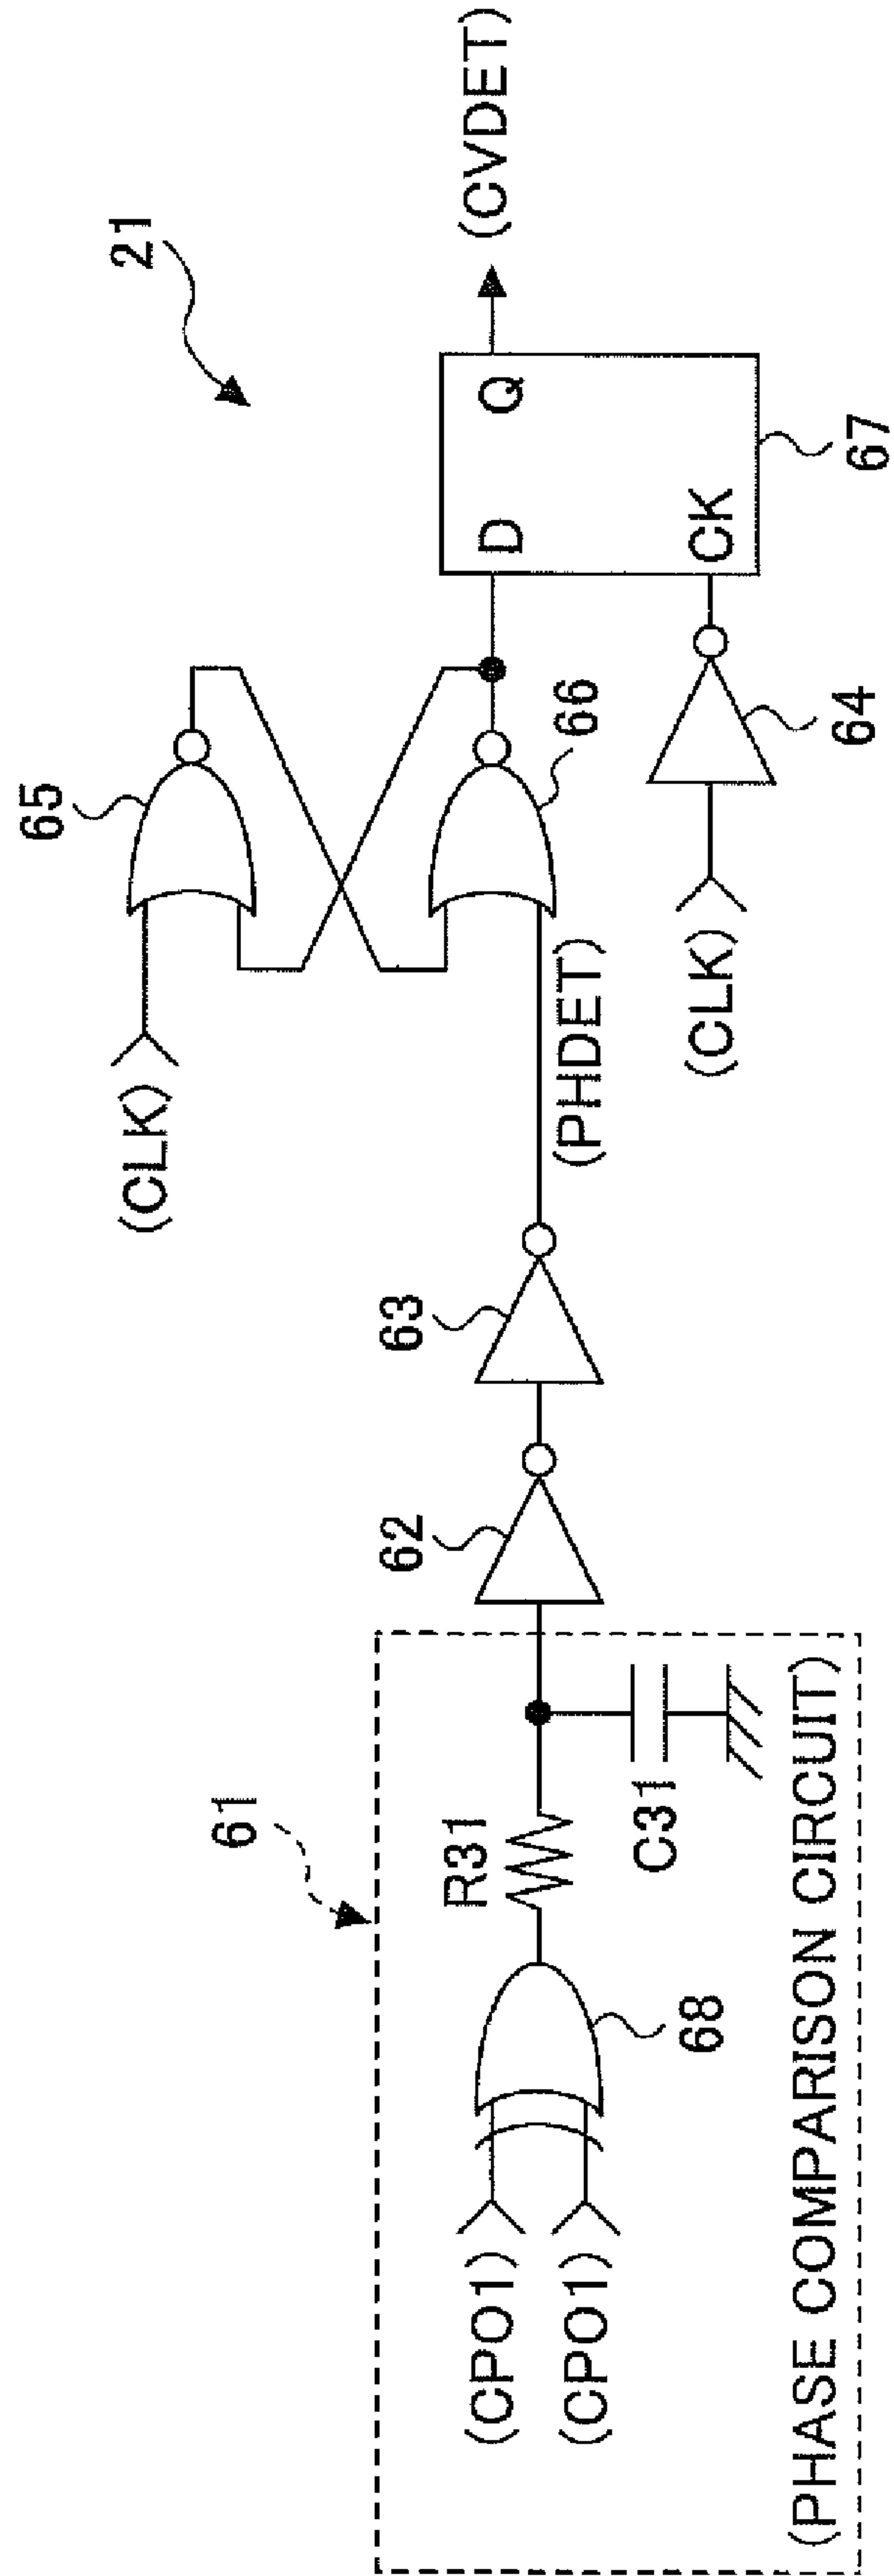 21
65
(CLK)
61
62
63
R31
(CPO1)
(CPO1)
68
C31
(PHASE COMPARISON CIRCUIT)
(PHDET)
66
D
Q
(CVDET)
CK
67
(CLK)
64